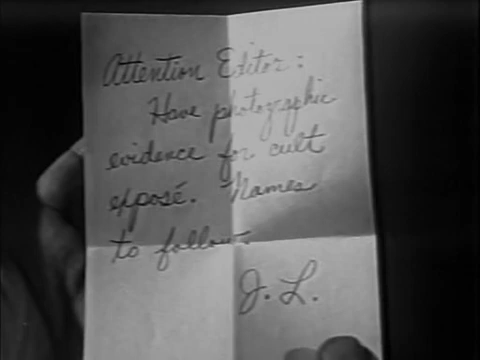 Attention Editor:
Have photographic
evidence for cult
exposé. Names
to follow.
J. L.